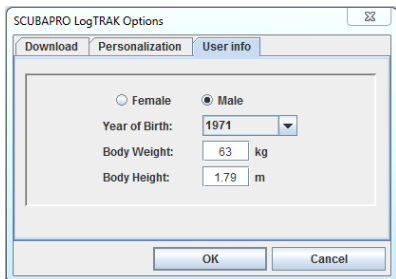 SCUBAPRO LogTRAK Options
Download Personalization User info
Female Male
Year of Birth: 1971
Body Weight: 63 kg
Body Height: 1.79 m
OK Cancel